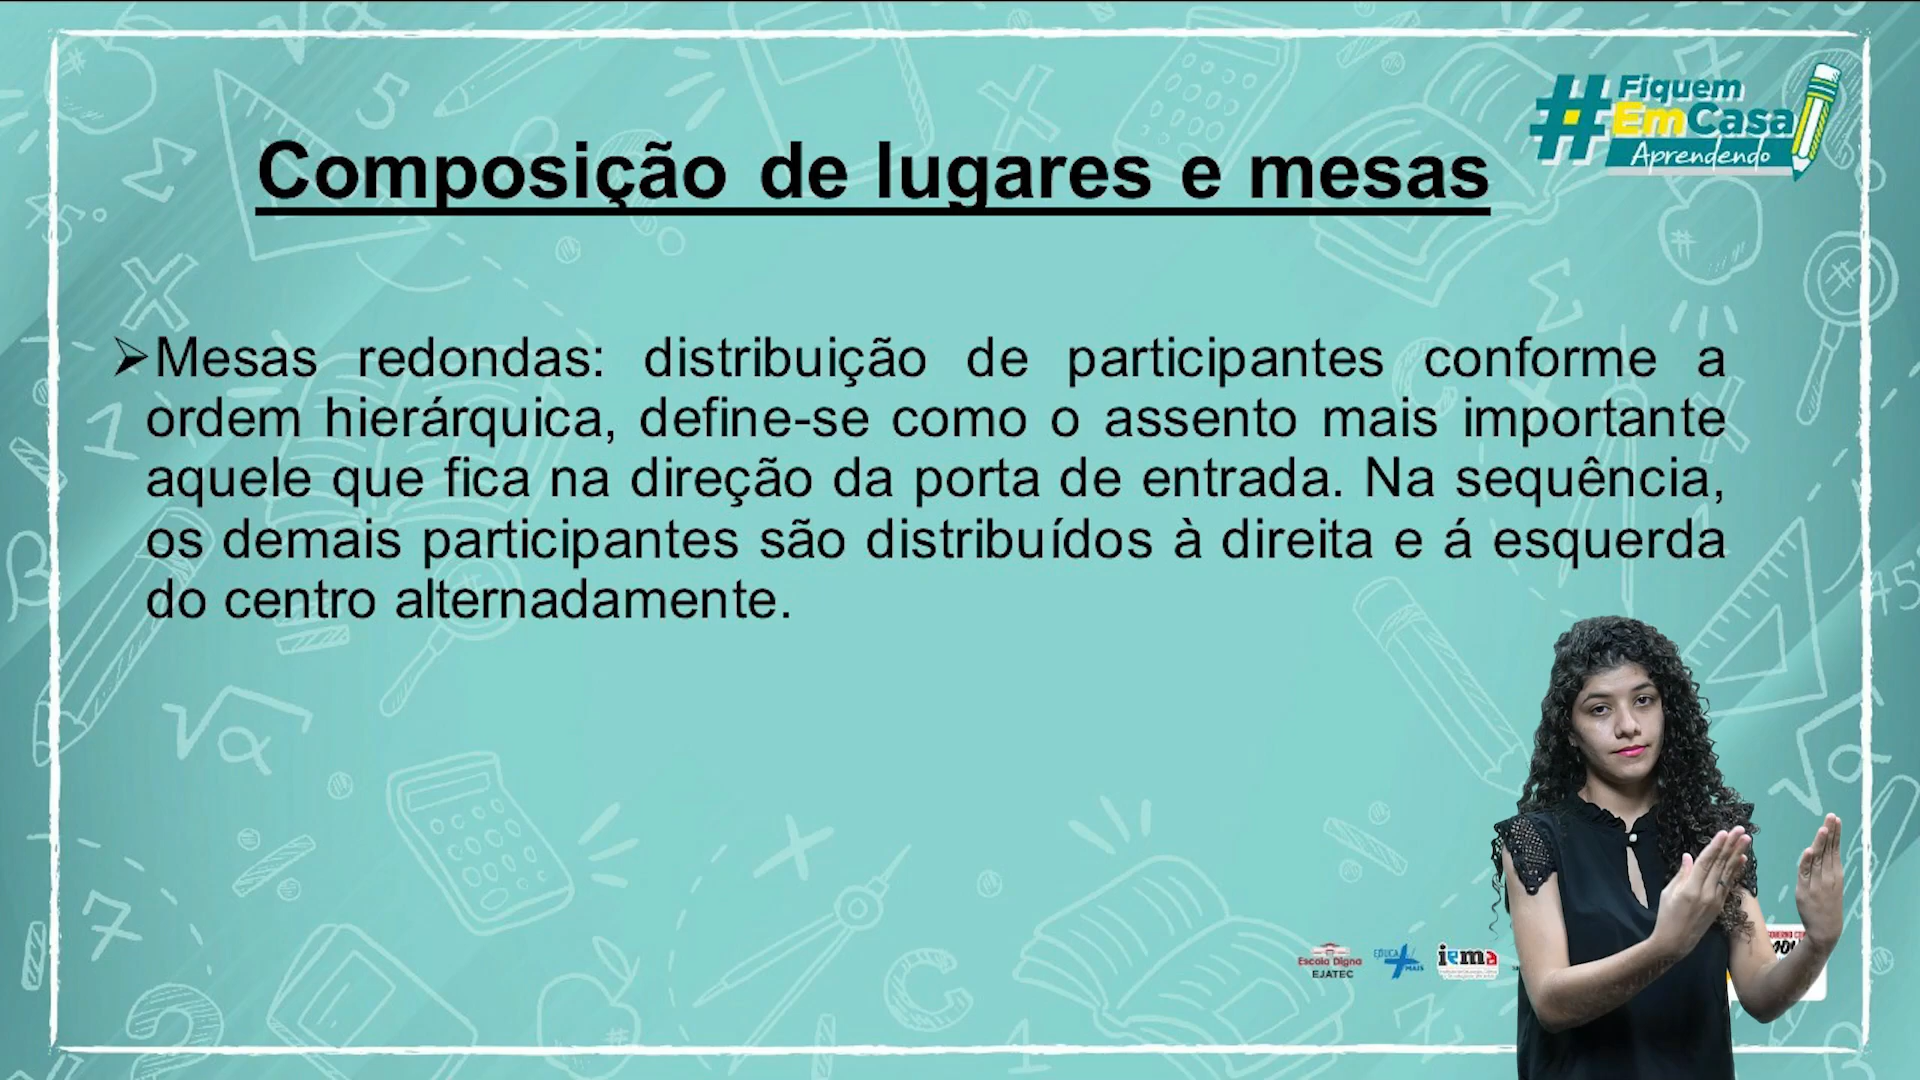 #Fiquem
EmCasa
Aprendendo
Composição de lugares e mesas
➢Mesas redondas: distribuição de participantes conforme a
ordem hierárquica, define-se como o assento mais importante
aquele que fica na direção da porta de entrada. Na sequência,
os demais participantes são distribuídos à direita e á esquerda
do centro alternadamente.
Escola Digna
EJATEC
EDUCA
MAIS
iema